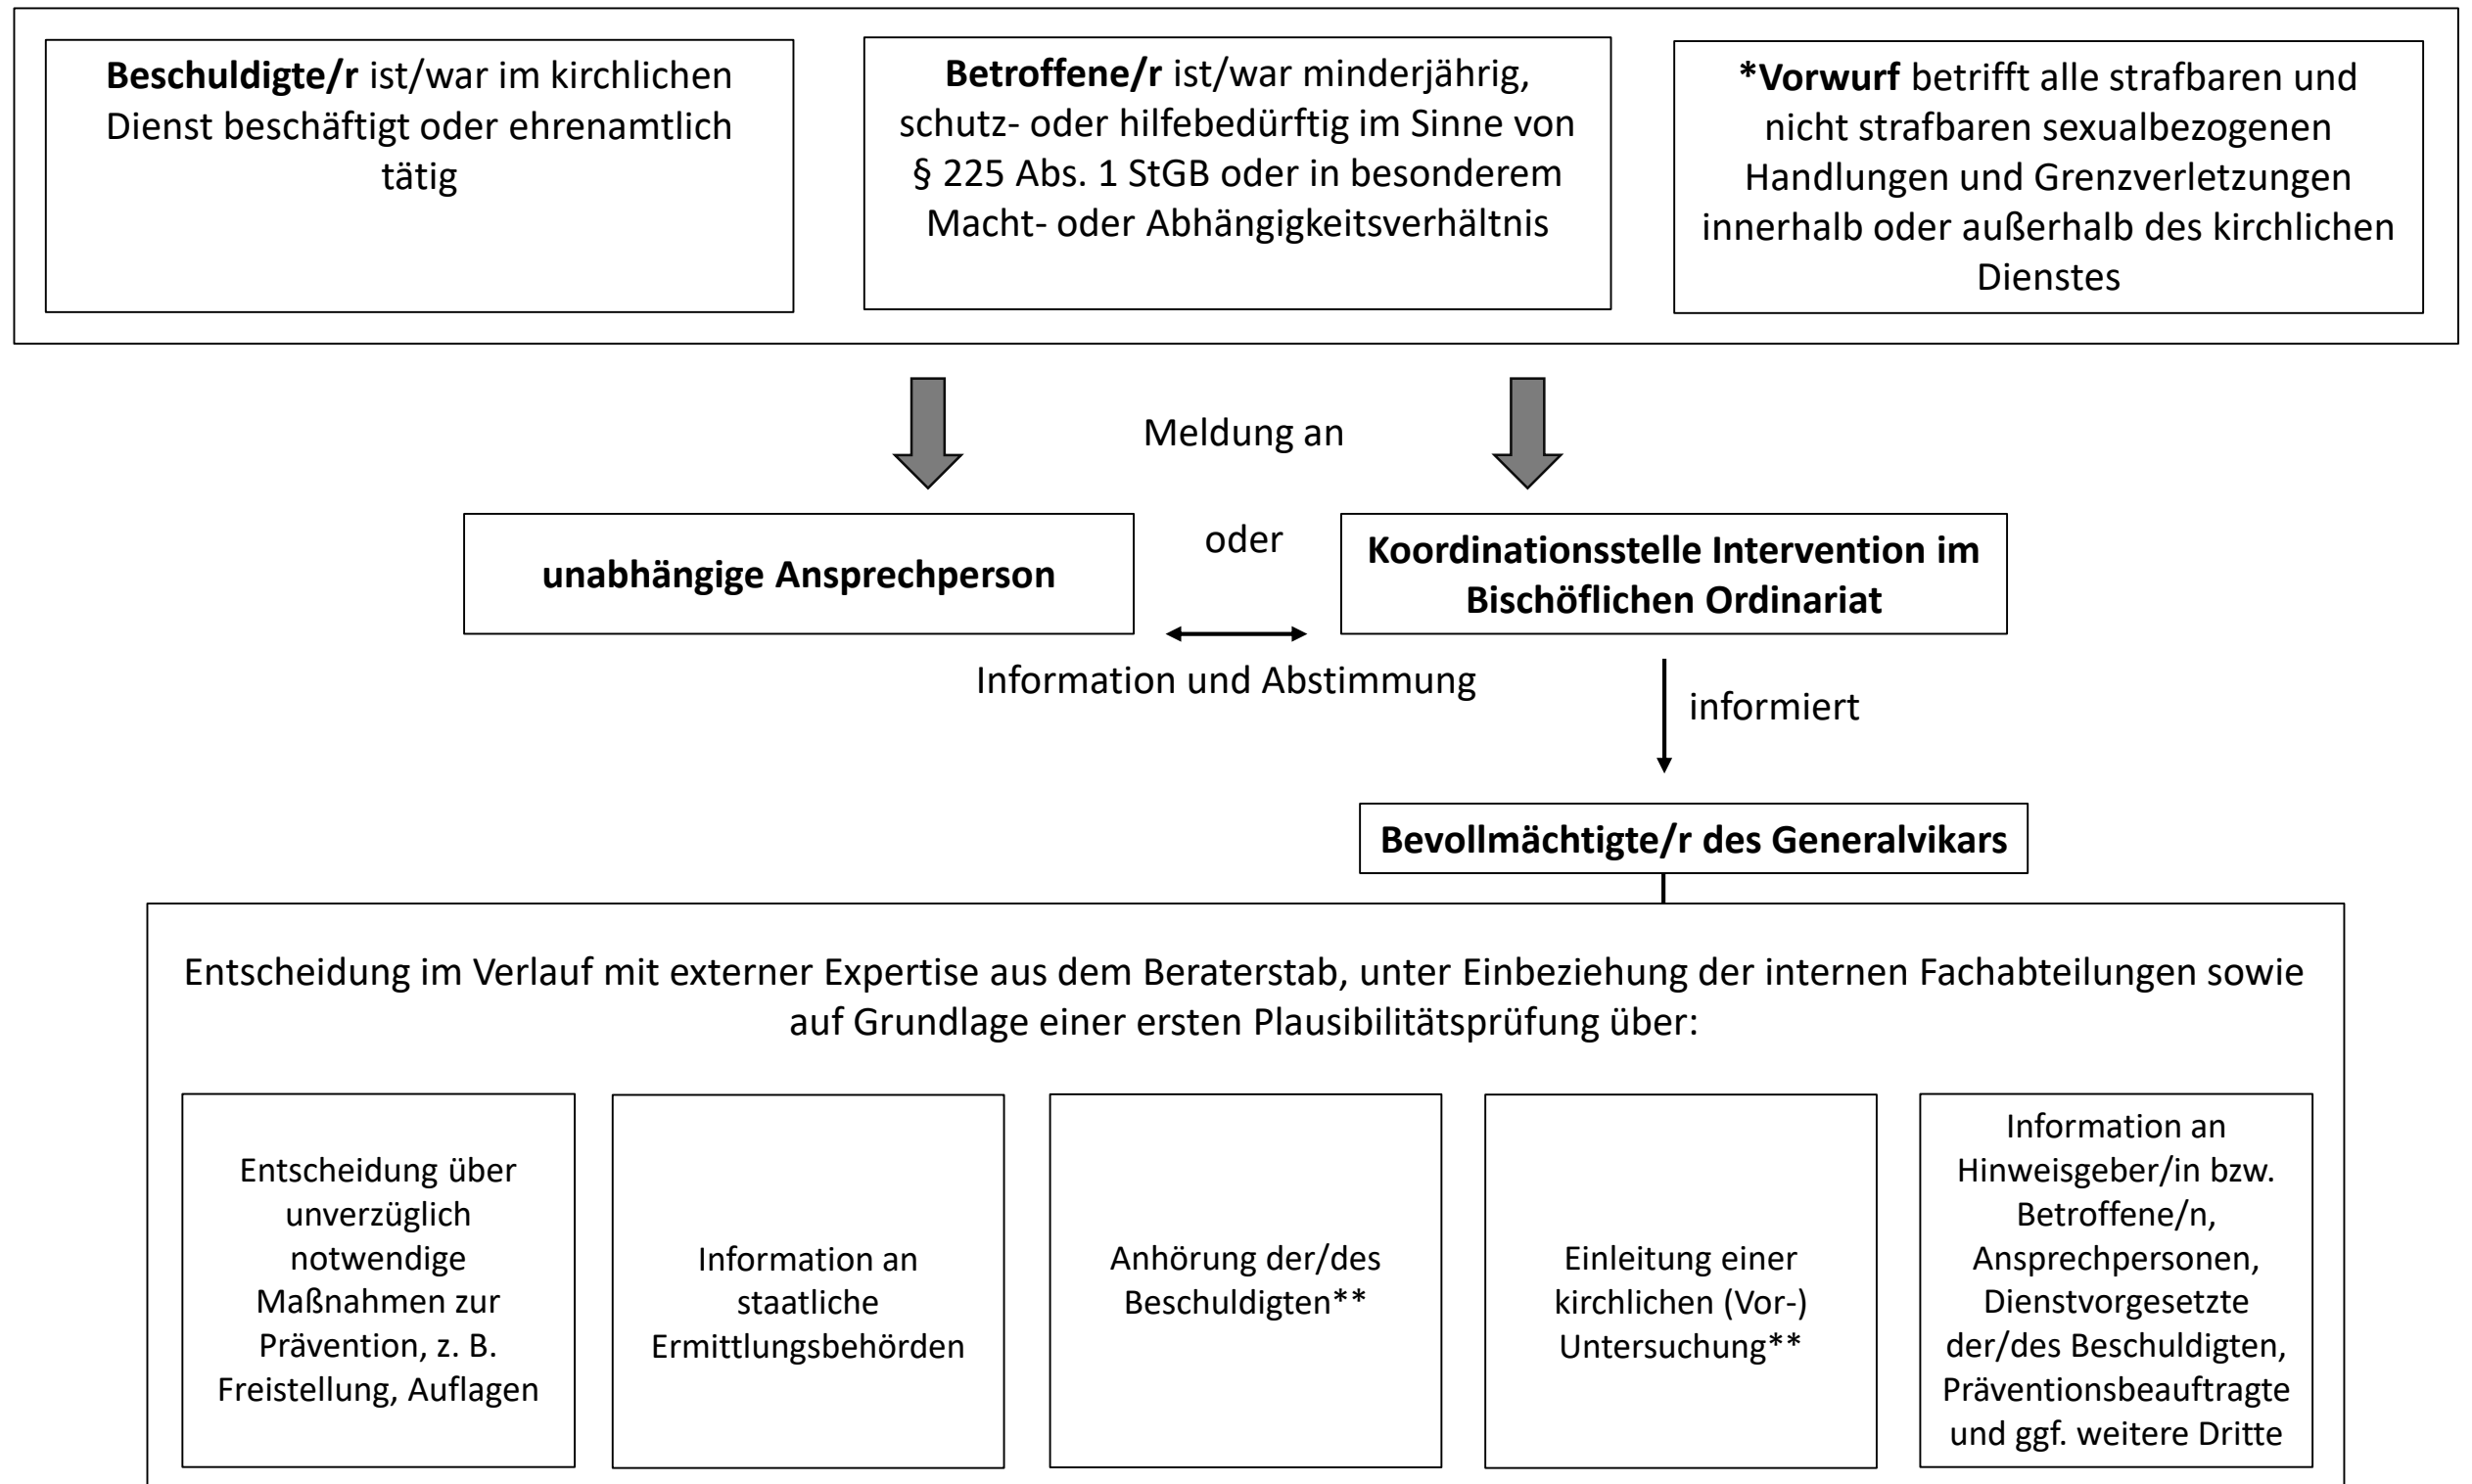 Beschuldigte/r ist/war im kirchlichen
Dienst beschäftigt oder ehrenamtlich
tätig
Betroffene/r ist/war minderjährig,
schutz- oder hilfebedürftig im Sinne von
§ 225 Abs. 1 StGB oder in besonderem
Macht- oder Abhängigkeitsverhältnis
*Vorwurf betrifft alle strafbaren und
nicht strafbaren sexualbezogenen
Handlungen und Grenzverletzungen
innerhalb oder außerhalb des kirchlichen
Dienstes
Meldung an
unabhängige Ansprechperson
oder
Koordinationsstelle Intervention im
Bischöflichen Ordinariat
Information und Abstimmung
informiert
Bevollmächtigte/r des Generalvikars
Entscheidung im Verlauf mit externer Expertise aus dem Beraterstab, unter Einbeziehung der internen Fachabteilungen sowie
auf Grundlage einer ersten Plausibilitätsprüfung über:
Entscheidung über
unverzüglich
notwendige
Maßnahmen zur
Prävention, z. B.
Freistellung, Auflagen
Information an
staatliche
Ermittlungsbehörden
Anhörung der/des
Beschuldigten**
Einleitung einer
kirchlichen (Vor-)
Untersuchung**
Information an
Hinweisgeber/in bzw.
Betroffene/n,
Ansprechpersonen,
Dienstvorgesetzte
der/des Beschuldigten,
Präventionsbeauftragte
und ggf. weitere Dritte